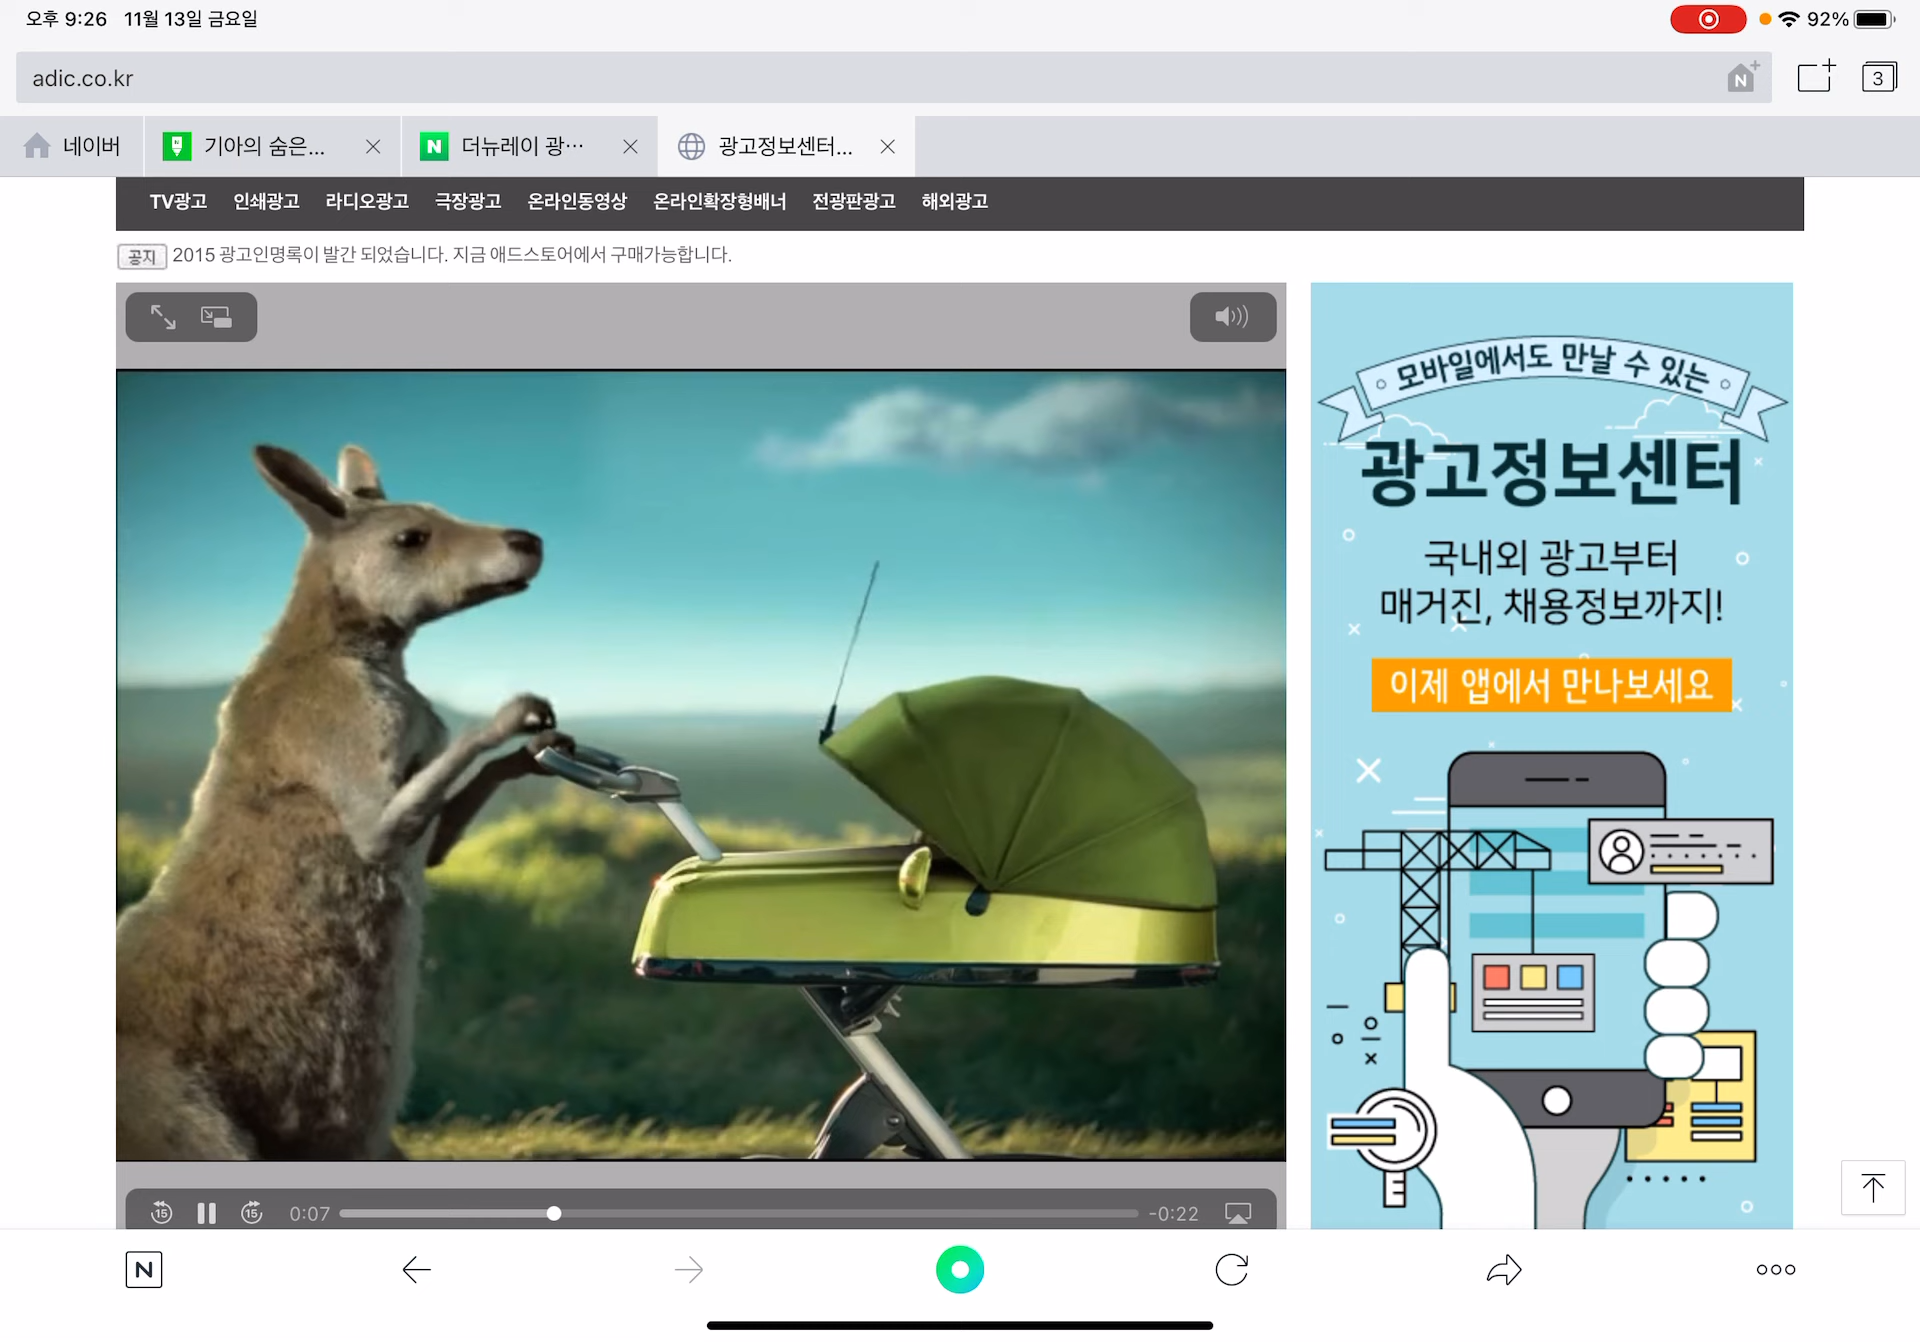 오후 9:26 11월 13일 금요일
92%
adic.co.kr
N
3
네이버
기아의 숨은...
N 더뉴레이 광...
광고정보센터...
TV광고 인쇄광고 라디오광고 극장광고 온라인동영상 온라인확장형배너 전광판광고 해외광고
공지 2015 광고인명록이 발간 되었습니다. 지금 애드스토어에서 구매가능합니다.
모바일에서도 만날 수 있는
광고정보센터
국내외 광고부터
매거진, 채용정보까지!
이제 앱에서 만나보세요
15 15 0:07 -0:22
N